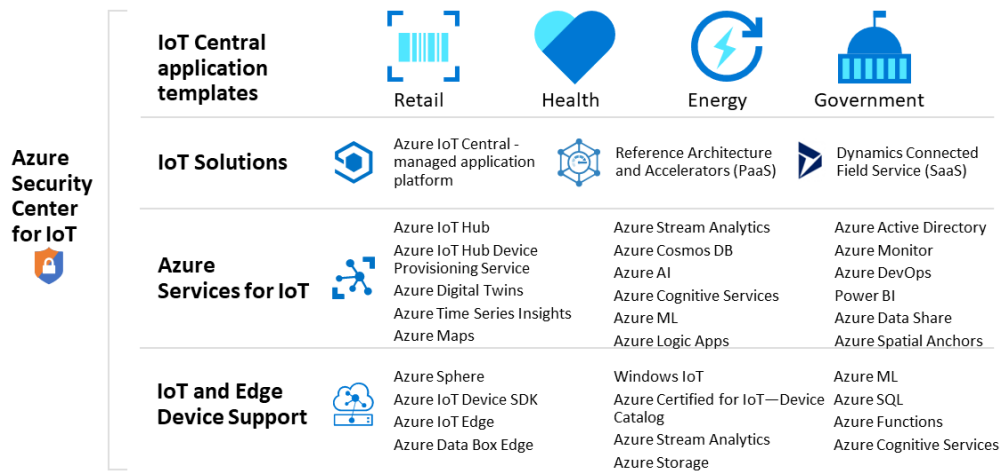 Azure
Security
Center
for IoT
IoT Central
application
templates
Retail
Health
Energy
Government
IoT Solutions
Azure IoT Central -
managed application
platform
Reference Architecture
and Accelerators (PaaS)
Dynamics Connected
Field Service (SaaS)
Azure
Services for IoT
Azure IoT Hub
Azure IoT Hub Device
Provisioning Service
Azure Digital Twins
Azure Time Series Insights
Azure Maps
Azure Stream Analytics
Azure Cosmos DB
Azure AI
Azure Cognitive Services
Azure ML
Azure Logic Apps
Azure Active Directory
Azure Monitor
Azure DevOps
Power BI
Azure Data Share
Azure Spatial Anchors
IoT and Edge
Device Support
Azure Sphere
Azure IoT Device SDK
Azure IoT Edge
Azure Data Box Edge
Windows IoT
Azure Certified for IoT—Device
Catalog
Azure Stream Analytics
Azure Storage
Azure ML
Azure SQL
Azure Functions
Azure Cognitive Services